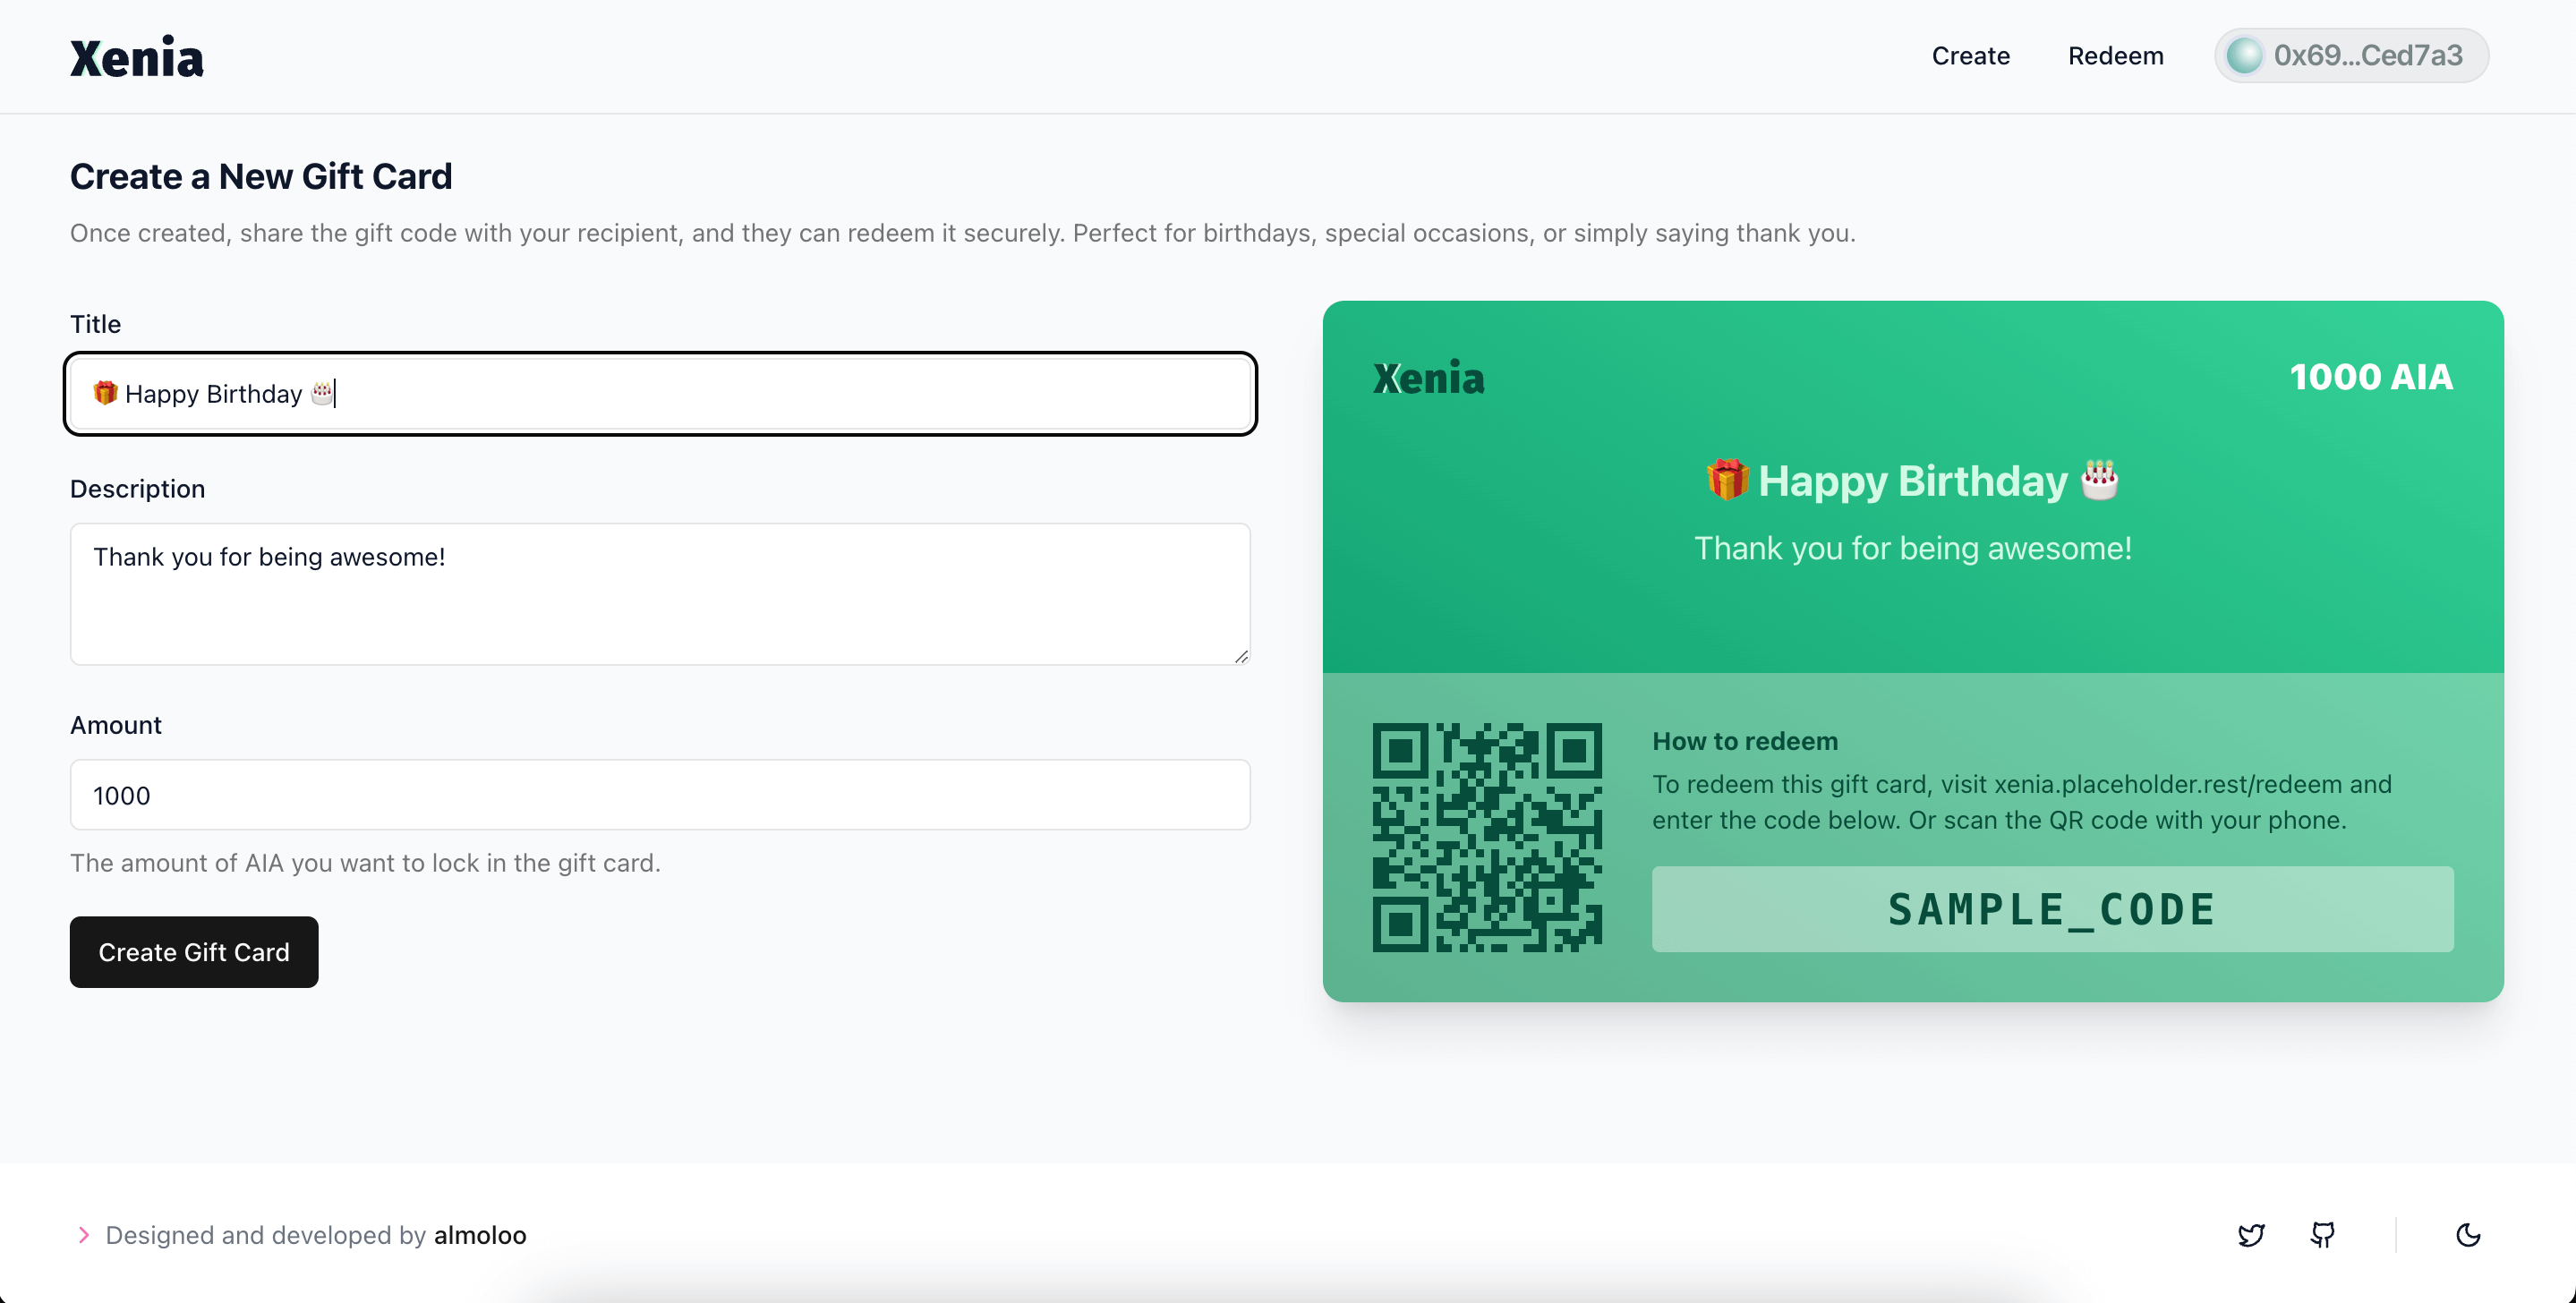 Xenia
Create
Redeem
0x69...Ced7a3
Create a New Gift Card
Once created, share the gift code with your recipient, and they can redeem it securely. Perfect for birthdays, special occasions, or simply saying thank you.
Title
🎁 Happy Birthday 🎂
Description
Thank you for being awesome!
Amount
1000
The amount of AIA you want to lock in the gift card.
Create Gift Card
Xenia
1000 AIA
🎁 Happy Birthday 🎂
Thank you for being awesome!
How to redeem
To redeem this gift card, visit xenia.placeholder.rest/redeem and
enter the code below. Or scan the QR code with your phone.
SAMPLE_CODE
Designed and developed by almoloo